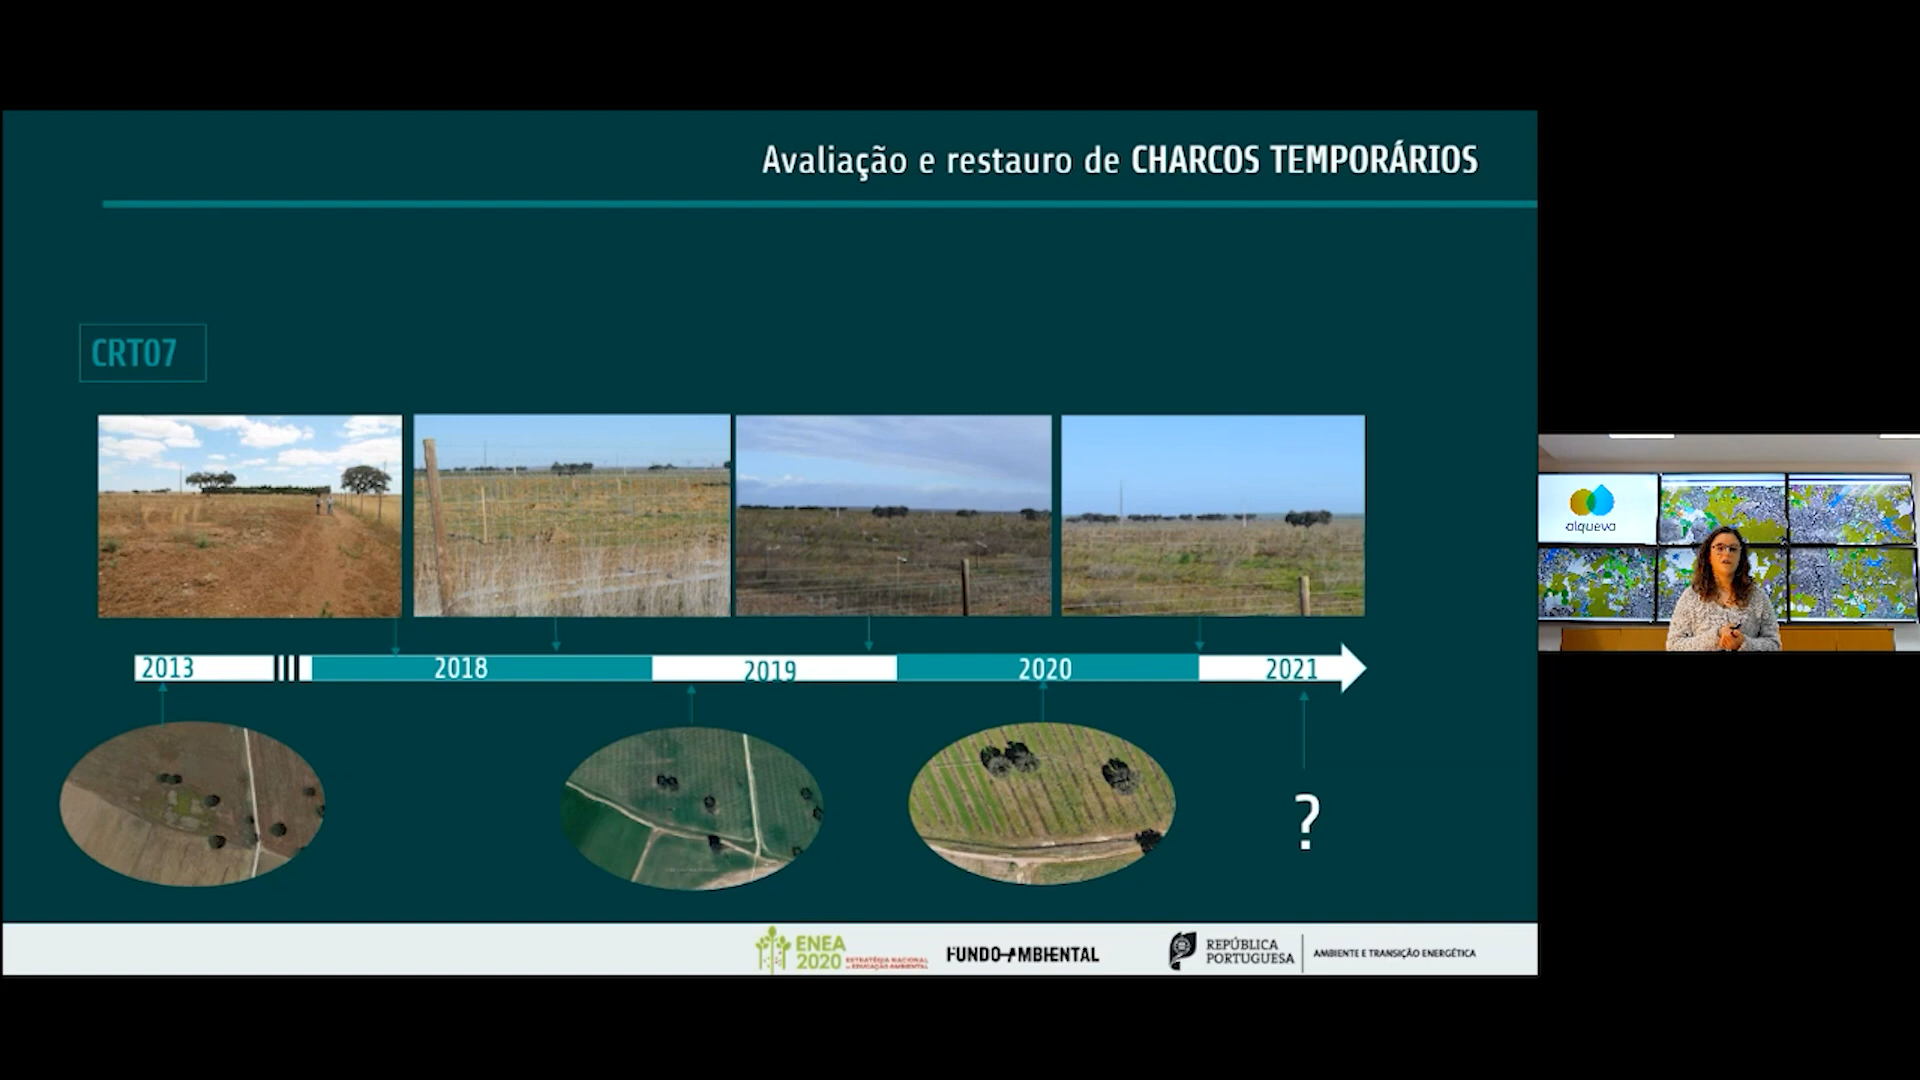 Avaliação e restauro de CHARCOS TEMPORÁRIOS
CRT07
2013
2018
2019
2020
2021
?
ENEA
2020
ESTRATÉGIA NACIONAL
DE EDUCAÇÃO AMBIENTAL
FUNDO AMBIENTAL
REPÚBLICA
PORTUGUESA
AMBIENTE E TRANSIÇÃO ENERGÉTICA
alqueva